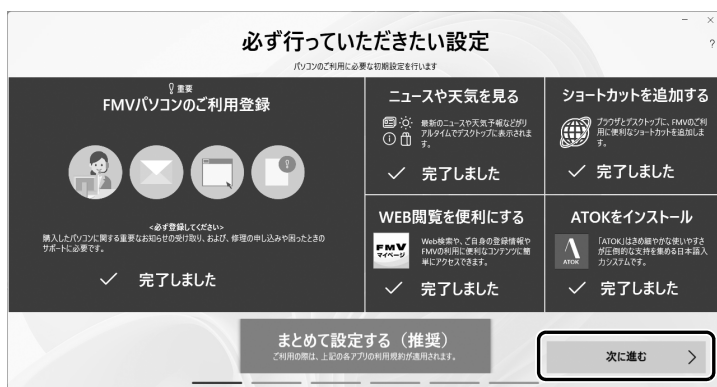 必ず行っていただきたい設定
パソコンのご利用に必要な初期設定を行います
?
重要
FMVパソコンのご利用登録
<必ず登録してください>
購入したパソコンに関する重要なお知らせの受け取り、および、修理の申し込みや困ったときの
サポートに必要です。
完了しました
ニュースや天気を見る
最新のニュースや天気予報などがリ
アルタイムでデスクトップに表示されま
す。
完了しました
ショートカットを追加する
ブラウザとデスクトップに、FMVのご利
用に便利なショートカットを追加しま
す。
完了しました
WEB閲覧を便利にする
FMV
マイページ
Web検索や、ご自身の登録情報や
FMVの利用に便利なコンテンツに簡
単にアクセスできます。
完了しました
ATOKをインストール
ATOK
「ATOK」はきめ細やかな使いやすさ
が圧倒的な支持を集める日本語入
力システムです。
完了しました
まとめて設定する（推奨）
ご利用の際は、上記の各アプリの利用規約が適用されます。
次に進む